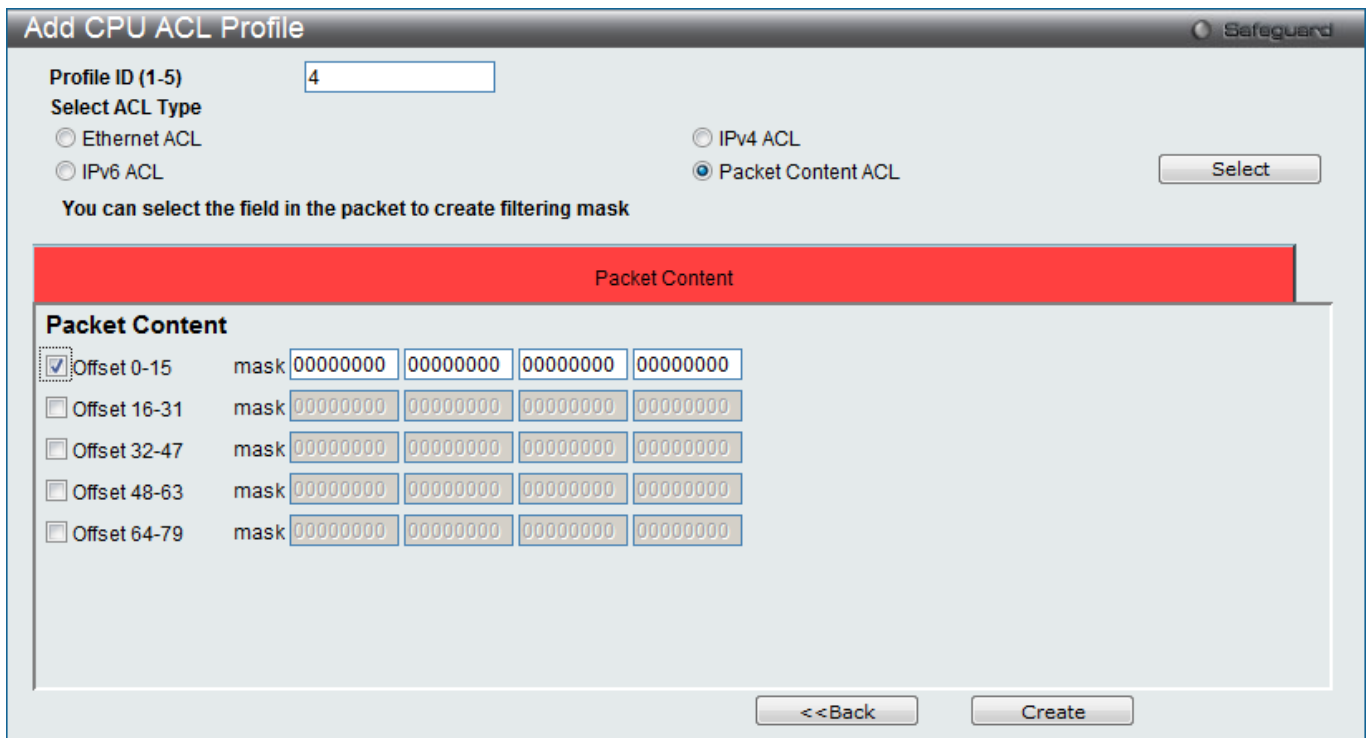 Add CPU ACL Profile
Safeguard
Profile ID (1-5) 4
Select ACL Type
Ethernet ACL IPv4 ACL
IPv6 ACL Packet Content ACL Select
You can select the field in the packet to create filtering mask
Packet Content
Packet Content
Offset 0-15 mask 00000000 00000000 00000000 00000000
Offset 16-31 mask 00000000 00000000 00000000 00000000
Offset 32-47 mask 00000000 00000000 00000000 00000000
Offset 48-63 mask 00000000 00000000 00000000 00000000
Offset 64-79 mask 00000000 00000000 00000000 00000000
<<Back Create